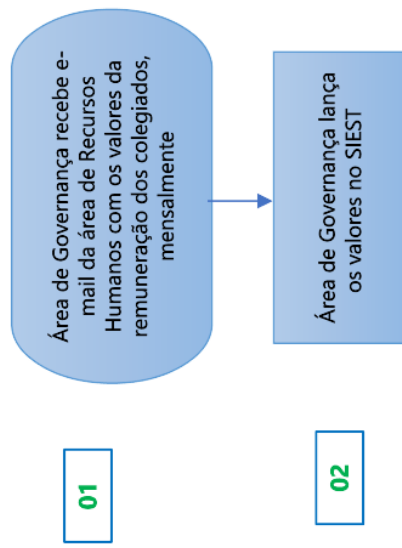 01
Área de Governança recebe e-
mail da área de Recursos
Humanos com os valores da
remuneração dos colegiados,
mensalmente
02
Área de Governança lança
os valores no SIEST